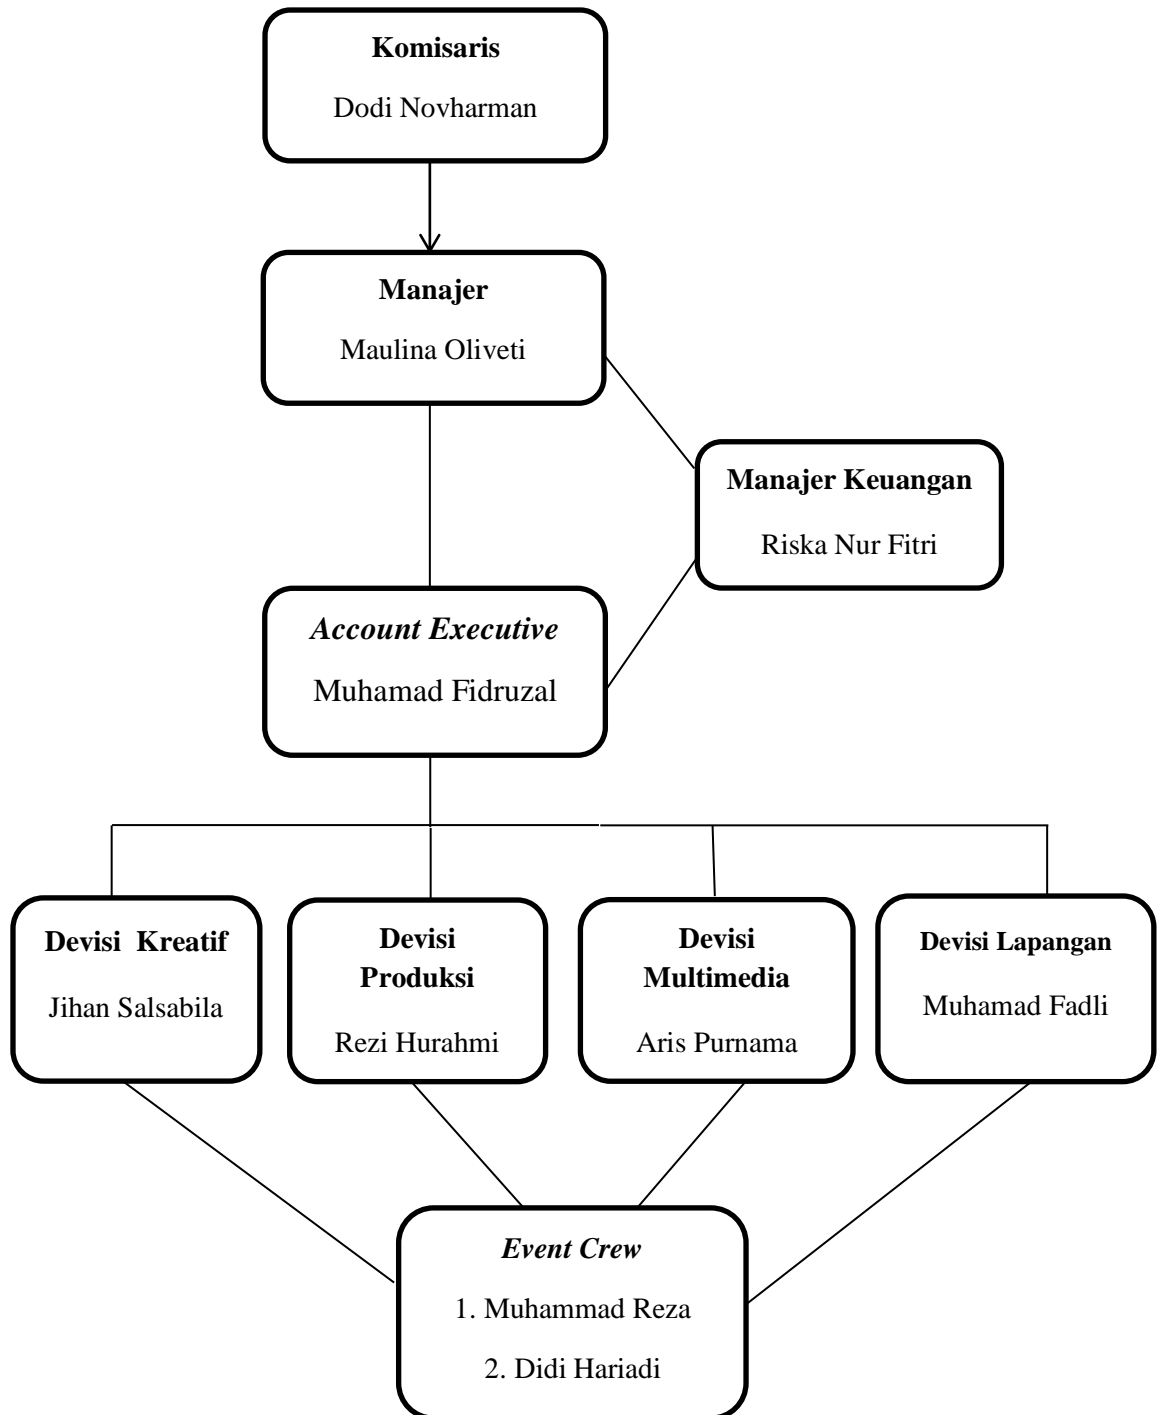 Komisaris
Dodi Novharman
Manajer
Maulina Oliveti
Manajer Keuangan
Riska Nur Fitri
Account Executive
Muhamad Fidruzal
Devisi  Kreatif
Jihan Salsabila
Devisi
Produksi
Rezi Hurahmi
Devisi
Multimedia
Aris Purnama
Devisi Lapangan
Muhamad Fadli
Event Crew
1. Muhammad Reza
2. Didi Hariadi